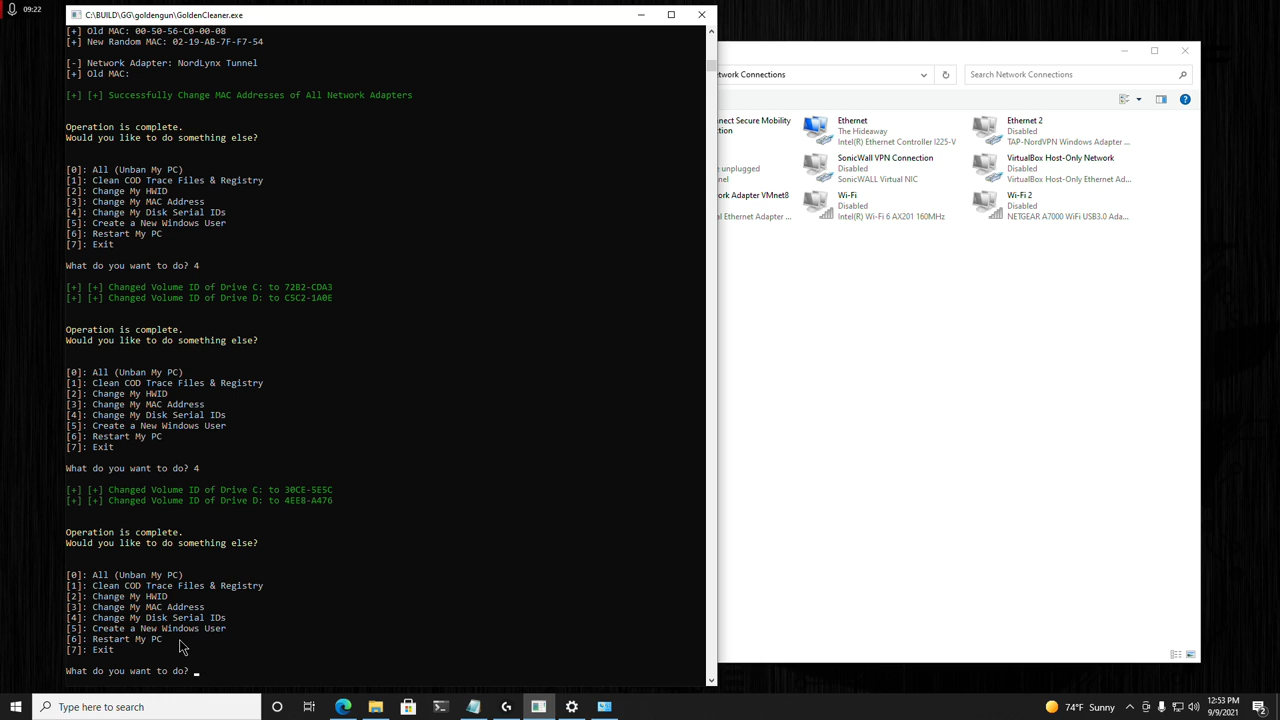 09:22
C:\BUILD\GG\goldengun\GoldenCleaner.exe
[+] Old MAC: 00-50-56-C0-00-08
[+] New Random MAC: 02-19-AB-7F-F7-54
[-] Network Adapter: NordLynx Tunnel
[+] Old MAC:
[+] [+] Successfully Change MAC Addresses of All Network Adapters
Operation is complete.
Would you like to do something else?
[0]: All (Unban My PC)
[1]: Clean COD Trace Files & Registry
[2]: Change My HWID
[3]: Change My MAC Address
[4]: Change My Disk Serial IDs
[5]: Create a New Windows User
[6]: Restart My PC
[7]: Exit
What do you want to do? 4
[+] [+] Changed Volume ID of Drive C: to 72B2-CDA3
[+] [+] Changed Volume ID of Drive D: to C5C2-1A0E
Operation is complete.
Would you like to do something else?
[0]: All (Unban My PC)
[1]: Clean COD Trace Files & Registry
[2]: Change My HWID
[3]: Change My MAC Address
[4]: Change My Disk Serial IDs
[5]: Create a New Windows User
[6]: Restart My PC
[7]: Exit
What do you want to do? 4
[+] [+] Changed Volume ID of Drive C: to 30CE-5E5C
[+] [+] Changed Volume ID of Drive D: to 4EE8-A476
Operation is complete.
Would you like to do something else?
[0]: All (Unban My PC)
[1]: Clean COD Trace Files & Registry
[2]: Change My HWID
[3]: Change My MAC Address
[4]: Change My Disk Serial IDs
[5]: Create a New Windows User
[6]: Restart My PC
[7]: Exit
What do you want to do?
etwork Connections
Search Network Connections
nnect Secure Mobility
ction
e unplugged
nel
ork Adapter VMnet8
al Ethernet Adapter ...
Ethernet
The Hideaway
Intel(R) Ethernet Controller I225-V
SonicWall VPN Connection
Disabled
SonicWALL Virtual NIC
Wi-Fi
Disabled
Intel(R) Wi-Fi 6 AX201 160MHz
Ethernet 2
Disabled
TAP-NordVPN Windows Adapter ...
VirtualBox Host-Only Network
Disabled
VirtualBox Host-Only Ethernet Ad...
Wi-Fi 2
Disabled
NETGEAR A7000 WiFi USB3.0 Ada...
Type here to search
74°F Sunny
12:53 PM
9/9/2021
2